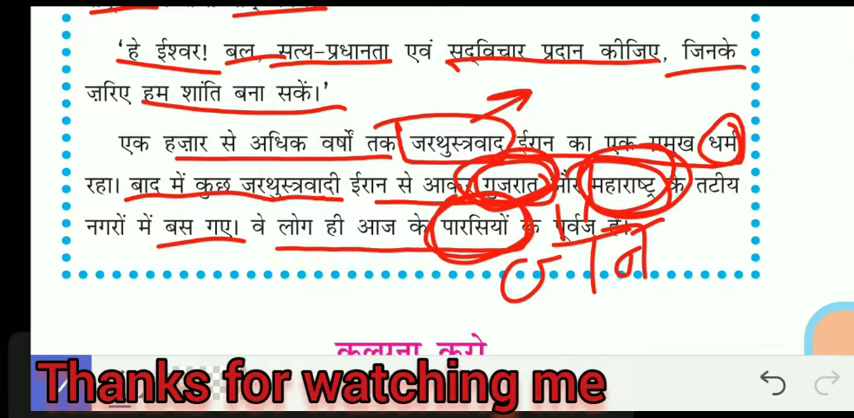 'हे ईश्वर! बल, सत्य-प्रधानता एवं सद्विचार प्रदान कीजिए, जिनके
ज़रिए हम शांति बना सकें।'
एक हज़ार से अधिक वर्षों तक जरथुस्त्रवाद ईरान का एक प्रमुख धर्म
रहा। बाद में कुछ जरथुस्त्रवादी ईरान से आकर गुजरात और महाराष्ट्र के तटीय
नगरों में बस गए। वे लोग ही आज के पारसियों के पूर्वज हैं।
कल्पना करो
Thanks for watching me